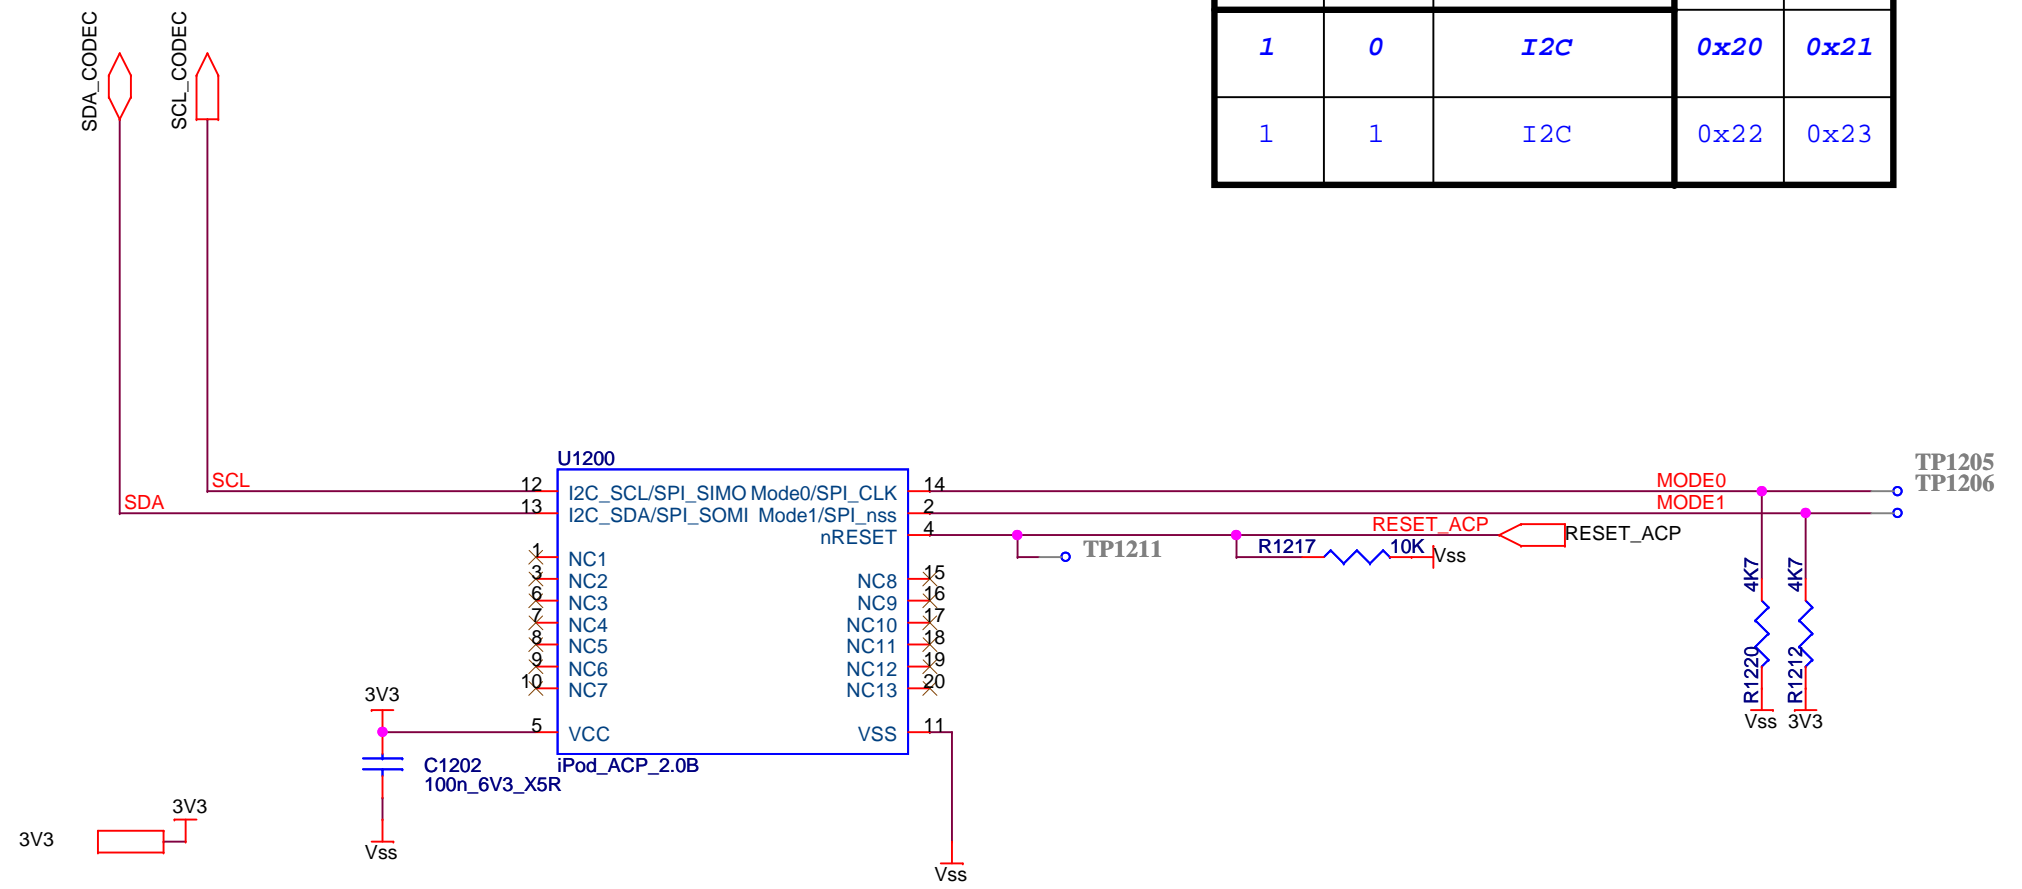 SDA_CODEC
SCL_CODEC
1 0 I2C 0x20 0x21
1 1 I2C 0x22 0x23
U1200
TP1205
TP1206
SCL
12
I2C_SCL/SPI_SIMO
Mode0/SPI_CLK
14
MODE0
SDA
13
I2C_SDA/SPI_SOMI
Mode1/SPI_nss
2
MODE1
nRESET
4
RESET_ACP
RESET_ACP
TP1211
R1217
10K
Vss
1 NC1
3 NC2
6 NC3
7 NC4
8 NC5
9 NC6
10 NC7
NC8 15
NC9 16
NC10 17
NC11 18
NC12 19
NC13 20
4K7
4K7
R1220
R1212
Vss
3V3
3V3
5 VCC
VSS 11
C1202
100n_6V3_X5R
iPod_ACP_2.0B
3V3
3V3
Vss
Vss